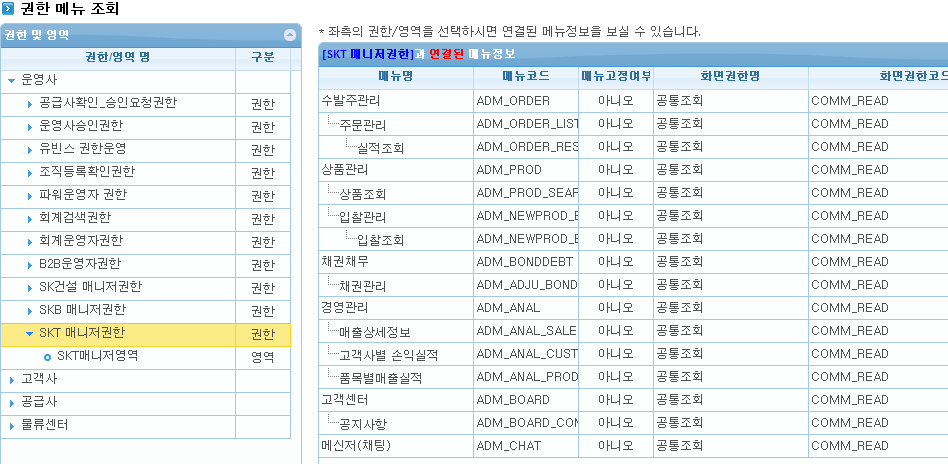 권한 메뉴 조회
권한 및 영역
권한/영역 명 구분
운영사
공급사확인_승인요청권한 권한
운영사승인권한 권한
유빈스 권한운영 권한
조직등록확인권한 권한
파워운영자 권한 권한
회계검색권한 권한
회계운영자권한 권한
B2B운영자권한 권한
SK건설 매니저권한 권한
SKB 매니저권한 권한
SKT 매니저권한 권한
SKT매니저영역 영역
고객사
공급사
물류센터
* 좌측의 권한/영역을 선택하시면 연결된 메뉴정보을 보실 수 있습니다.
[SKT 매니저권한]과 연결된 메뉴정보
메뉴명 메뉴코드 메뉴고정여부 화면권한명 화면권한코드
수발주관리 ADM_ORDER 아니오 공통조회 COMM_READ
주문관리 ADM_ORDER_LIST 아니오 공통조회 COMM_READ
실적조회 ADM_ORDER_RES 아니오 공통조회 COMM_READ
상품관리 ADM_PROD 아니오 공통조회 COMM_READ
상품조회 ADM_PROD_SEAR 아니오 공통조회 COMM_READ
입찰관리 ADM_NEWPROD_B 아니오 공통조회 COMM_READ
입찰조회 ADM_NEWPROD_B 아니오 공통조회 COMM_READ
채권채무 ADM_BONDDEBT 아니오 공통조회 COMM_READ
채권관리 ADM_ADJU_BOND 아니오 공통조회 COMM_READ
경영관리 ADM_ANAL 아니오 공통조회 COMM_READ
매출상세정보 ADM_ANAL_SALE 아니오 공통조회 COMM_READ
고객사별 손익실적 ADM_ANAL_CUST 아니오 공통조회 COMM_READ
품목별매출실적 ADM_ANAL_PROD 아니오 공통조회 COMM_READ
고객센터 ADM_BOARD 아니오 공통조회 COMM_READ
공지사항 ADM_BOARD_COM 아니오 공통조회 COMM_READ
메신저(채팅) ADM_CHAT 아니오 공통조회 COMM_READ